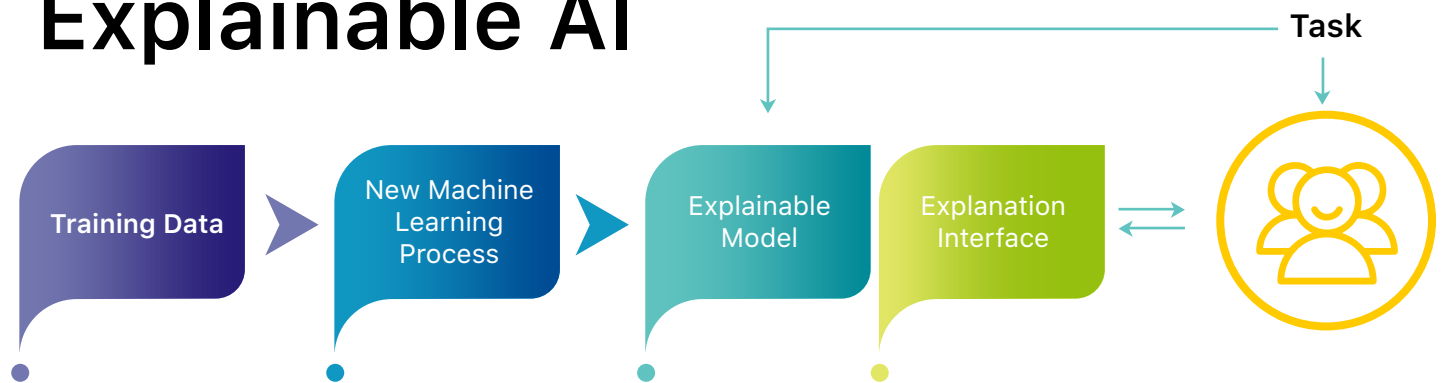 Explainable AI
Task
Training Data
New Machine
Learning
Process
Explainable
Model
Explanation
Interface